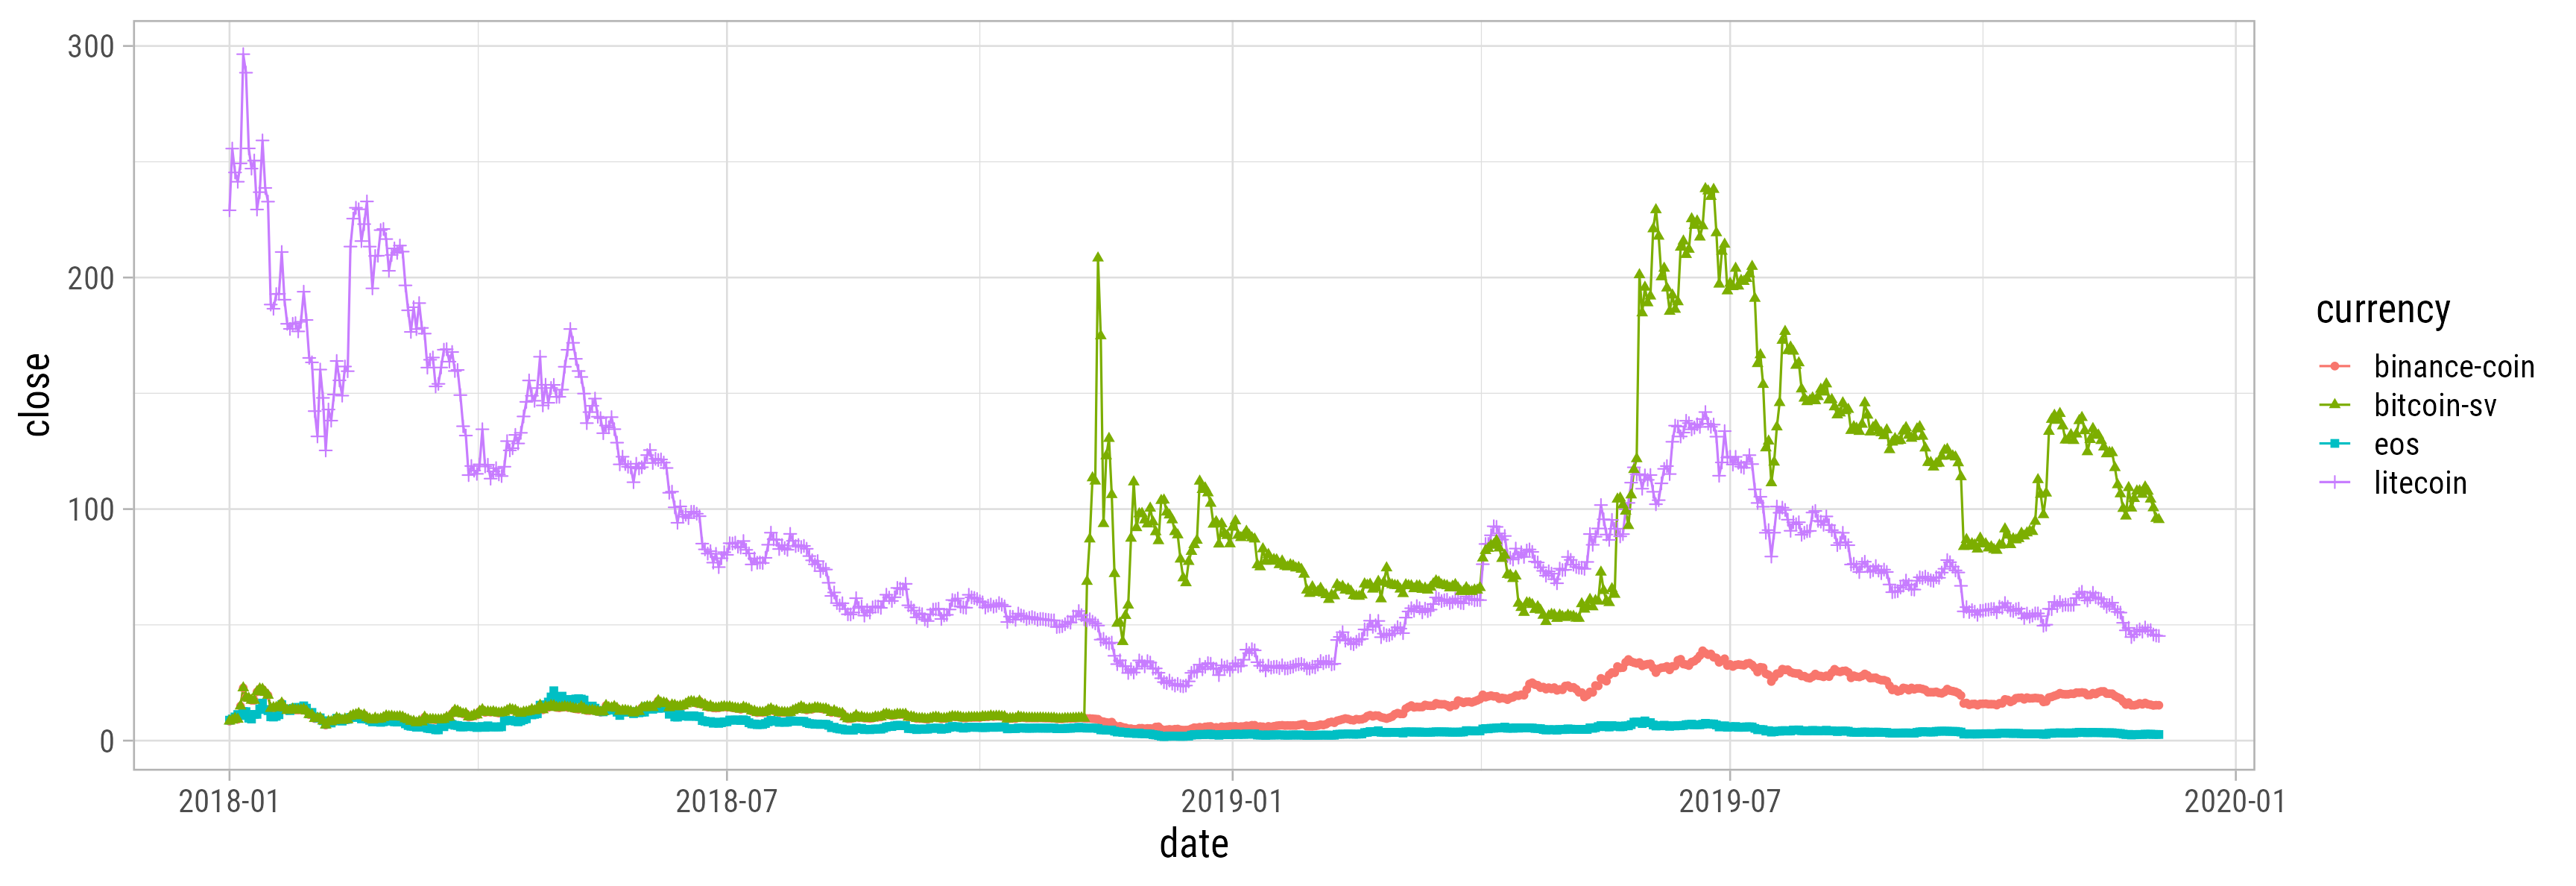 300
200
100
0
close
2018-01
2018-07
2019-01
2019-07
2020-01
date
currency
binance-coin
bitcoin-sv
eos
litecoin